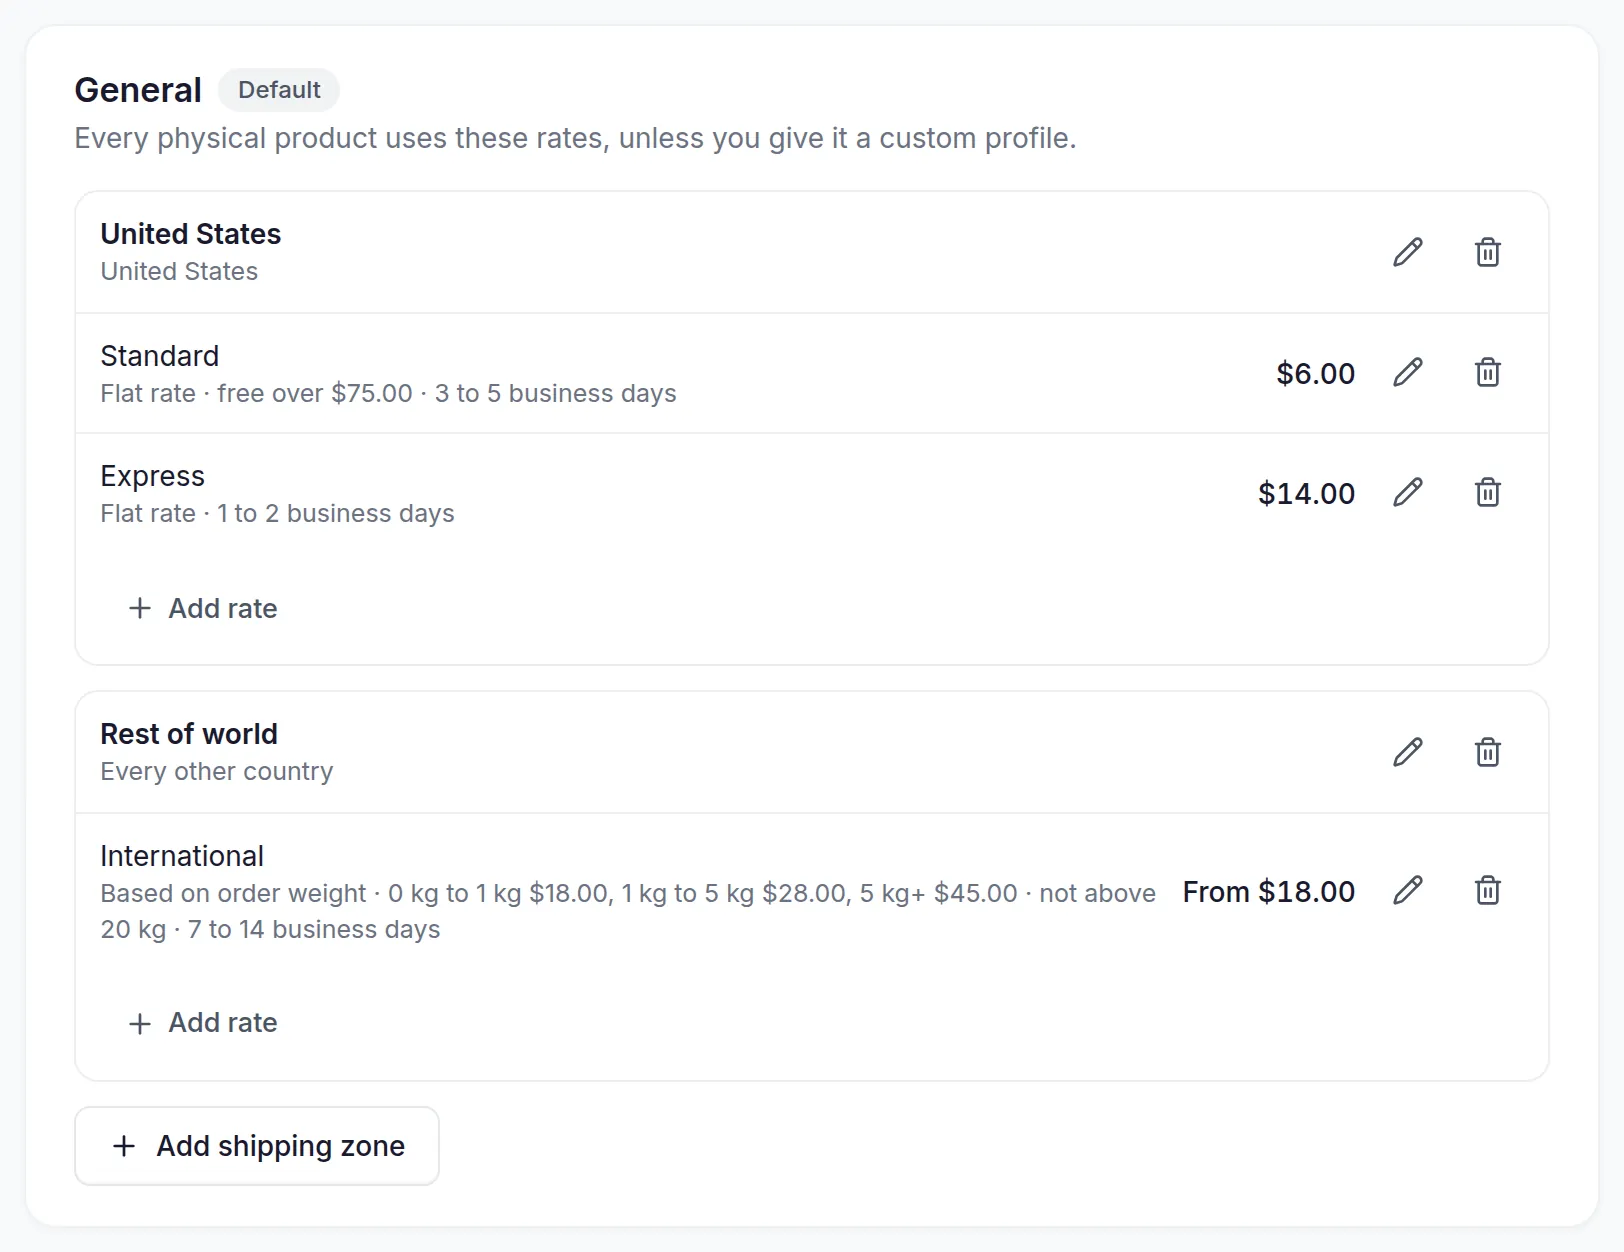 General
Default
Every physical product uses these rates, unless you give it a custom profile.
United States
United States
Standard
Flat rate · free over $75.00 · 3 to 5 business days
$6.00
Express
Flat rate · 1 to 2 business days
$14.00
Add rate
Rest of world
Every other country
International
Based on order weight · 0 kg to 1 kg $18.00, 1 kg to 5 kg $28.00, 5 kg+ $45.00 · not above
20 kg · 7 to 14 business days
From $18.00
Add rate
Add shipping zone